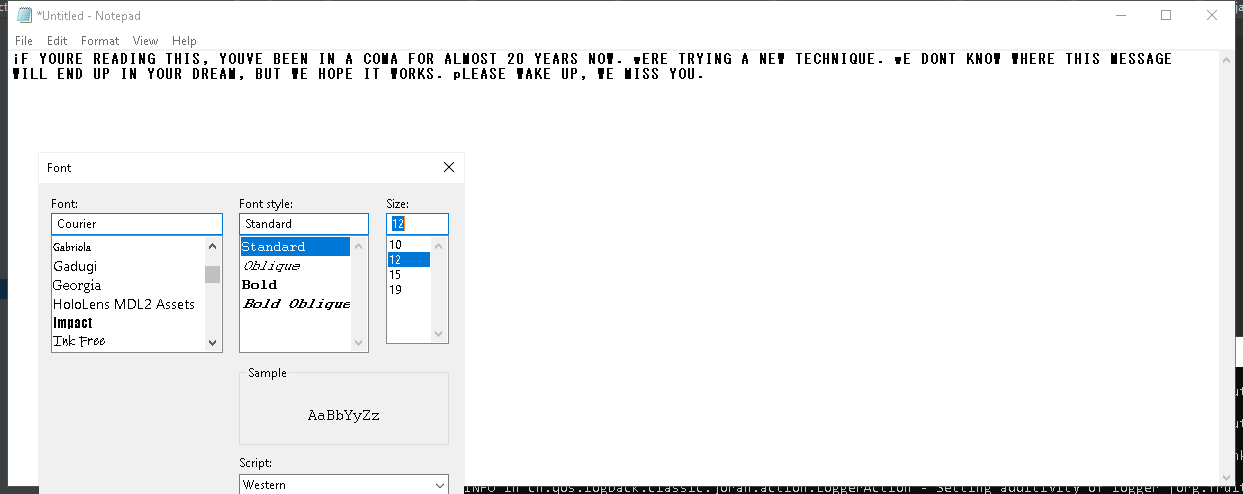 *Untitled - Notepad
File Edit Format View Help
iF YOURE READING THIS, YOUVE BEEN IN A COMA FOR ALMOST 20 YEARS NOW. wERE TRYING A NEW TECHNIQUE. wE DONT KNOW WHERE THIS MESSAGE
WILL END UP IN YOUR DREAM, BUT WE HOPE IT WORKS. pLEASE WAKE UP, WE MISS YOU.
Font
Font: Font style: Size:
Courier Standard 12
Gabriola Standard 10
Gadugi Oblique 12
Georgia Bold 15
HoloLens MDL2 Assets Bold Oblique 19
Impact
Ink Free
Sample
AaBbYyZz
Script:
Western
INFO in ch.qos.logback.classic.joran.action.LoggerAction - Setting additivity of logger